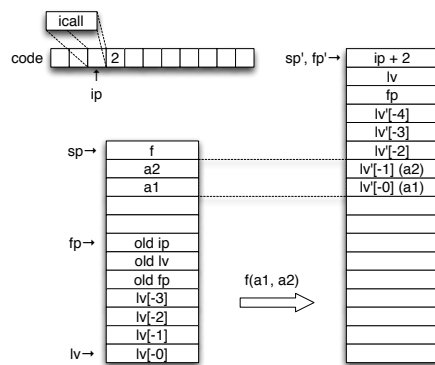 icall
code
2
ip
sp→
f
a2
a1
fp→
old ip
old lv
old fp
lv[-3]
lv[-2]
lv[-1]
lv→
lv[-0]
f(a1, a2)
sp', fp'→
ip + 2
lv
fp
lv'[-4]
lv'[-3]
lv'[-2]
lv'[-1] (a2)
lv'[-0] (a1)